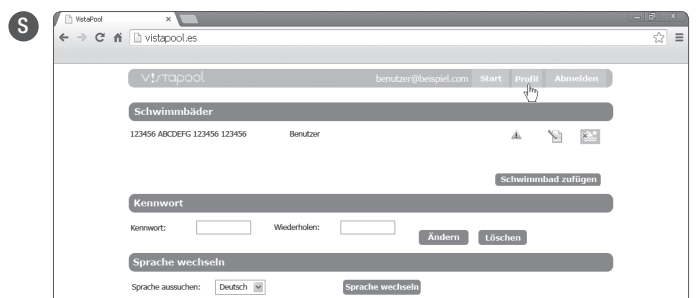 S
VistaPool
vistapool.es
vistapool benutzer@beispiel.com Start Profil Abmelden
Schwimmbäder
123456 ABCDEFG 123456 123456 Benutzer
Schwimmbad zufügen
Kennwort
Kennwort: Wiederholen: Ändern Löschen
Sprache wechseln
Sprache aussuchen: Deutsch Sprache wechseln